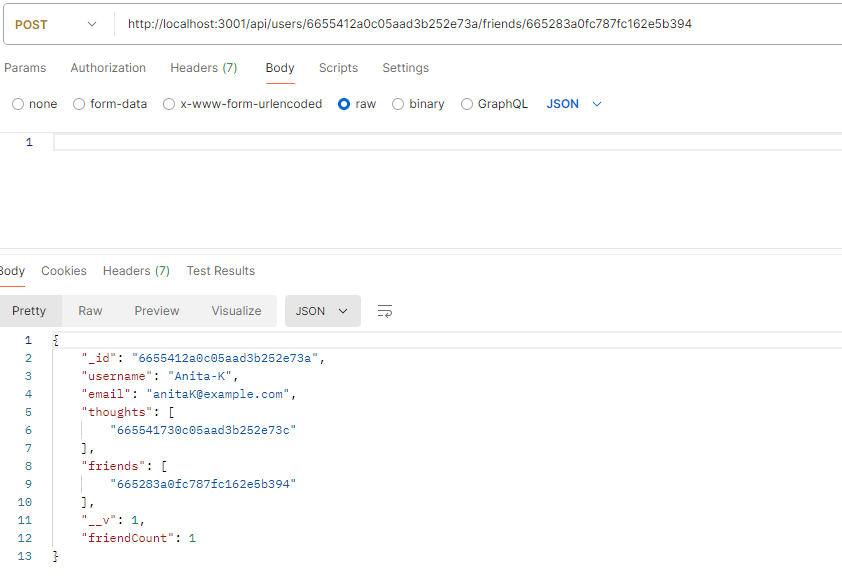 POST http://localhost:3001/api/users/6655412a0c05aad3b252e73a/friends/665283a0fc787fc162e5b394
Params Authorization Headers (7) Body Scripts Settings
none form-data x-www-form-urlencoded raw binary GraphQL JSON
1
Body Cookies Headers (7) Test Results
Pretty Raw Preview Visualize JSON
1 {
2 "_id": "6655412a0c05aad3b252e73a",
3 "username": "Anita-K",
4 "email": "anitaK@example.com",
5 "thoughts": [
6 "665541730c05aad3b252e73c"
7 ],
8 "friends": [
9 "665283a0fc787fc162e5b394"
10 ],
11 "__v": 1,
12 "friendCount": 1
13 }